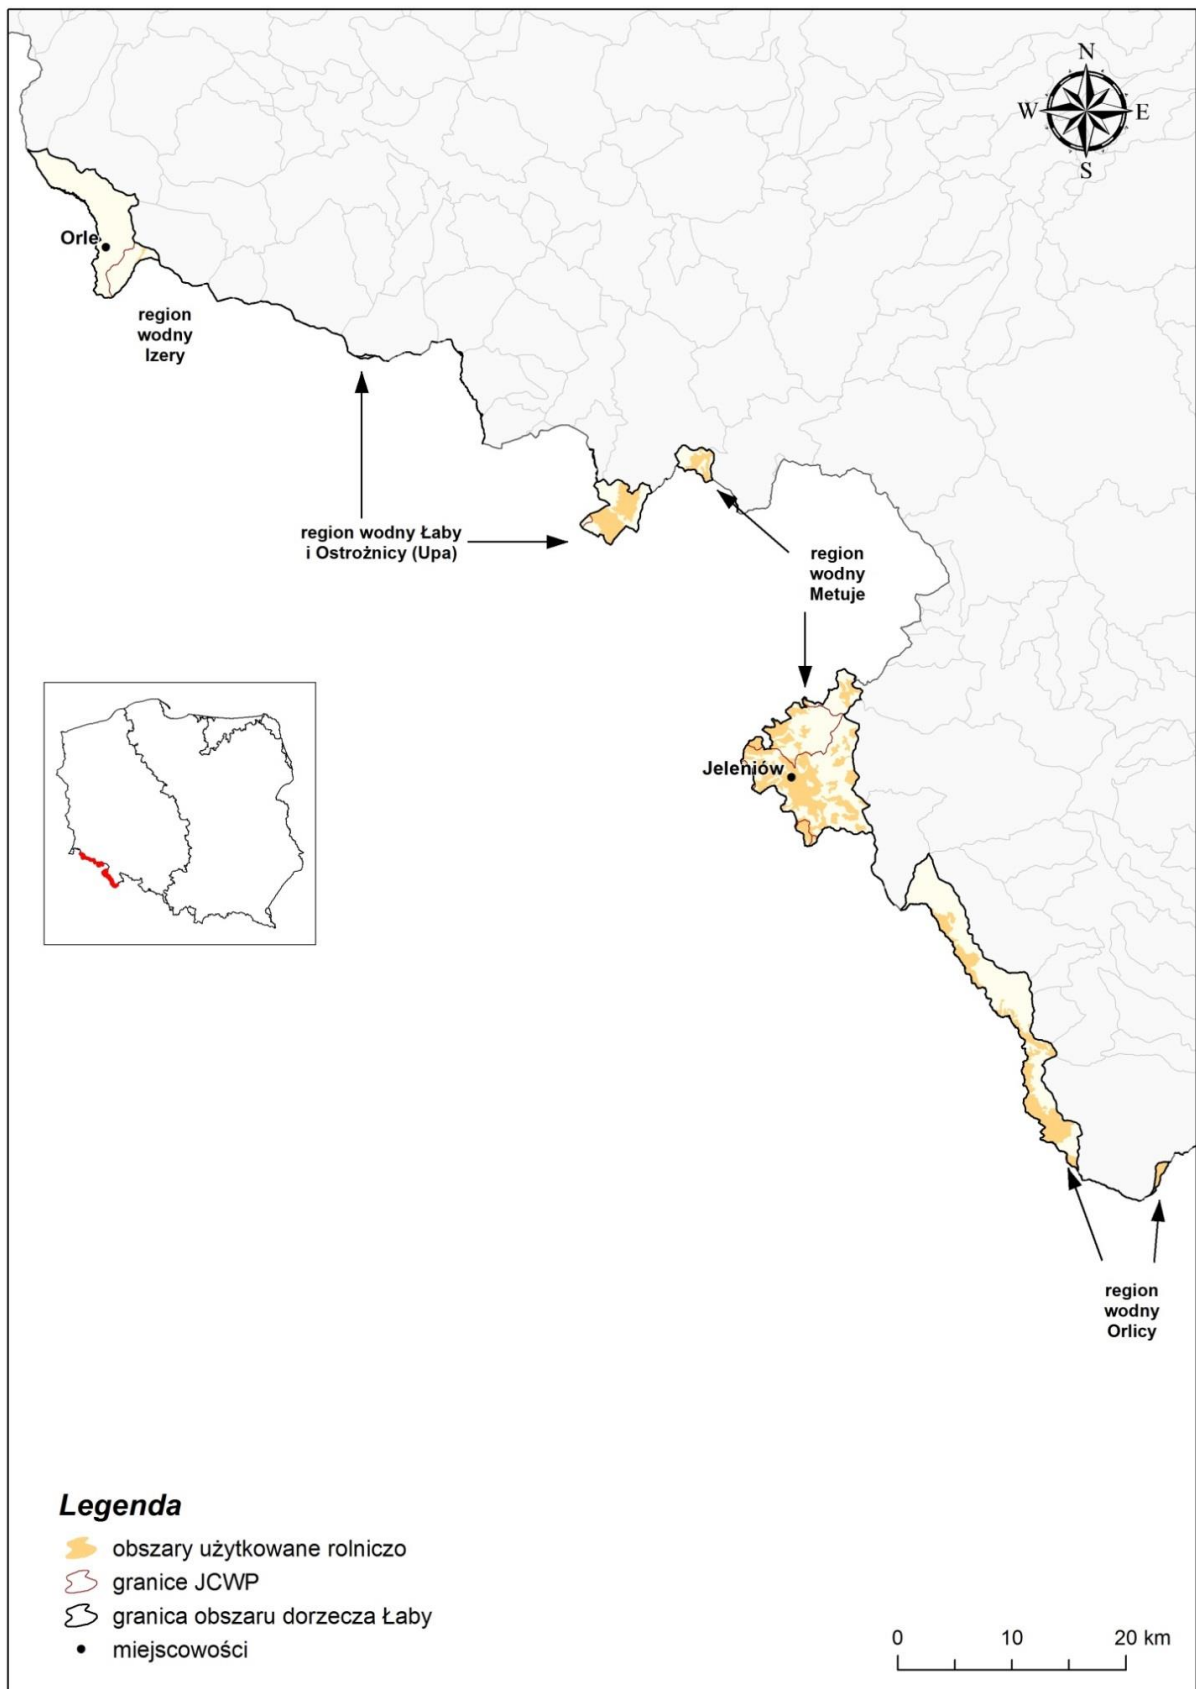 N
W E
S
Orle
region
wodny
Izery
region wodny Łaby
i Ostrożnicy (Upa)
region
wodny
Metuje
Jeleniów
region
wodny
Orlicy
Legenda
obszary użytkowane rolniczo
granice JCWP
granica obszaru dorzecza Łaby
miejscowości
0 10 20 km